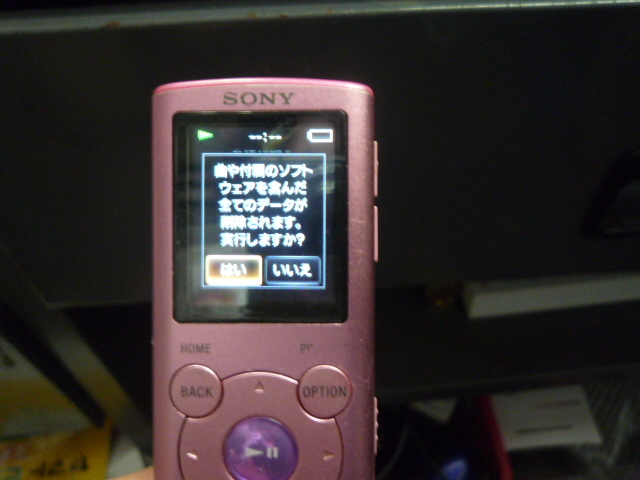 SONY
--:--
曲や付属のソフト
ウェアを含んだ
全てのデータが
削除されます。
実行しますか?
はい いいえ
HOME
BACK OPTION